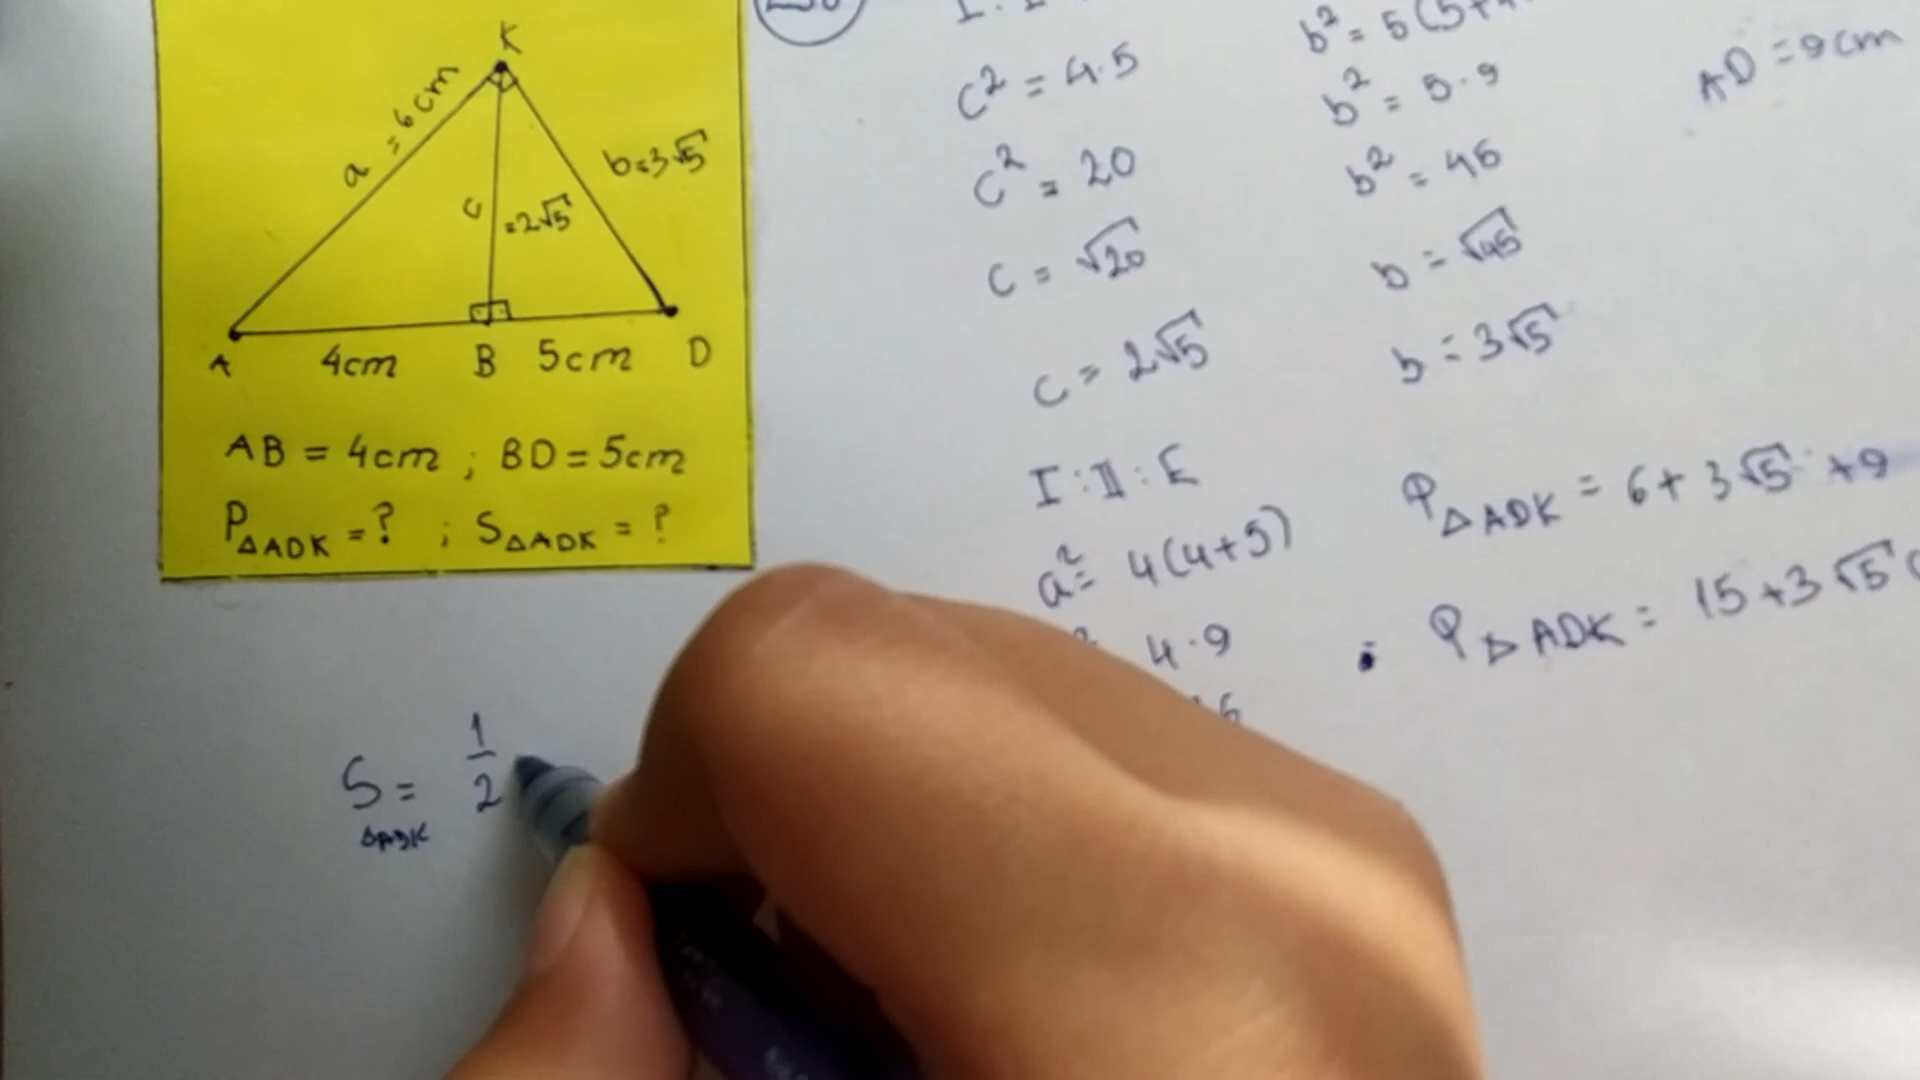 K
a = 6cm
b=3√5
c
=2√5
A 4cm B 5cm D
AB = 4cm ; BD = 5cm
P△ADK = ? ; S△ADK = ?
c² = 4·5
c² = 20
c = √20
c = 2√5
I : II : E
a² = 4(4+5)
4·9
b² = 5·9
b² = 45
b = √45
b = 3√5
AD = 9cm
P△ADK = 6+3√5 +9
P△ADK = 15+3√5
S△ADK = 1/2